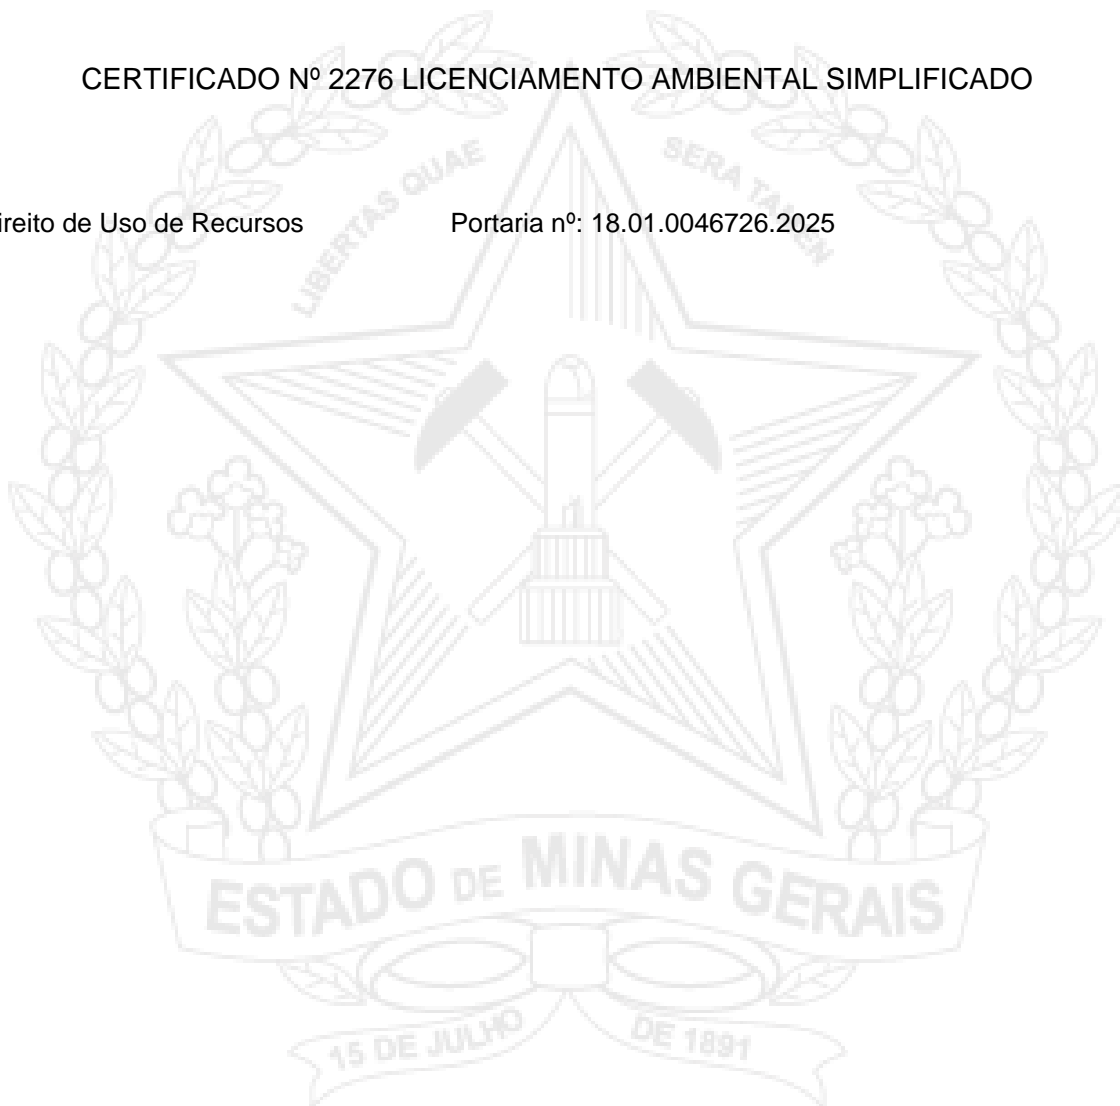 CERTIFICADO Nº 2276 LICENCIAMENTO AMBIENTAL SIMPLIFICADO
LIBERTAS QUAE SERA TAMEN
ireito de Uso de Recursos Portaria nº: 18.01.0046726.2025
ESTADO DE MINAS GERAIS
15 DE JULHO DE 1891